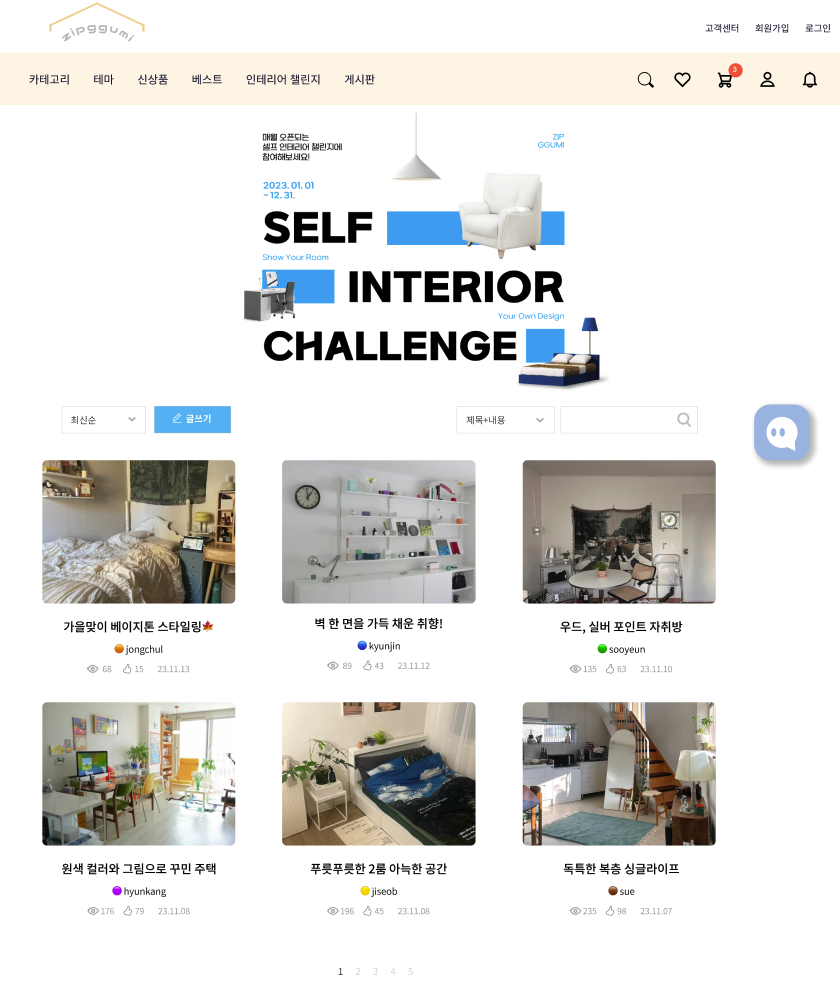 zipggumi
고객센터 회원가입 로그인
카테고리 테마 신상품 베스트 인테리어 챌린지 게시판
3
매월 오픈되는
셀프 인테리어 챌린지에
참여해보세요!
ZIP
GGUMI
2023. 01. 01
- 12. 31.
SELF
Show Your Room
INTERIOR
Your Own Design
CHALLENGE
최신순 글쓰기 제목+내용
가을맞이 베이지톤 스타일링🍁
jongchul
68 15 23.11.13
벽 한 면을 가득 채운 취향!
kyunjin
89 43 23.11.12
우드, 실버 포인트 자취방
sooyeun
135 63 23.11.10
원색 컬러와 그림으로 꾸민 주택
hyunkang
176 79 23.11.08
푸릇푸릇한 2룸 아늑한 공간
jiseob
196 45 23.11.08
독특한 복층 싱글라이프
sue
235 98 23.11.07
1 2 3 4 5